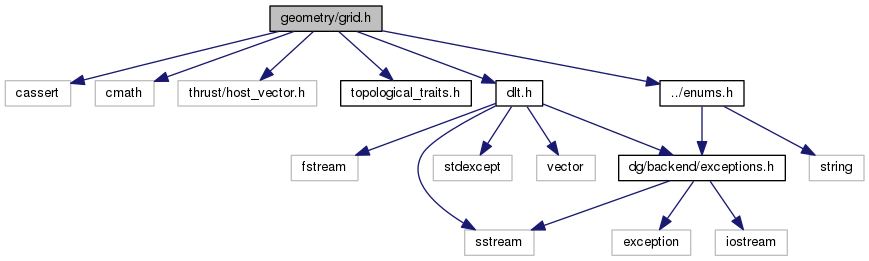 geometry/grid.h
cassert
cmath
thrust/host_vector.h
topological_traits.h
dlt.h
../enums.h
fstream
stdexcept
vector
dg/backend/exceptions.h
string
sstream
exception
iostream